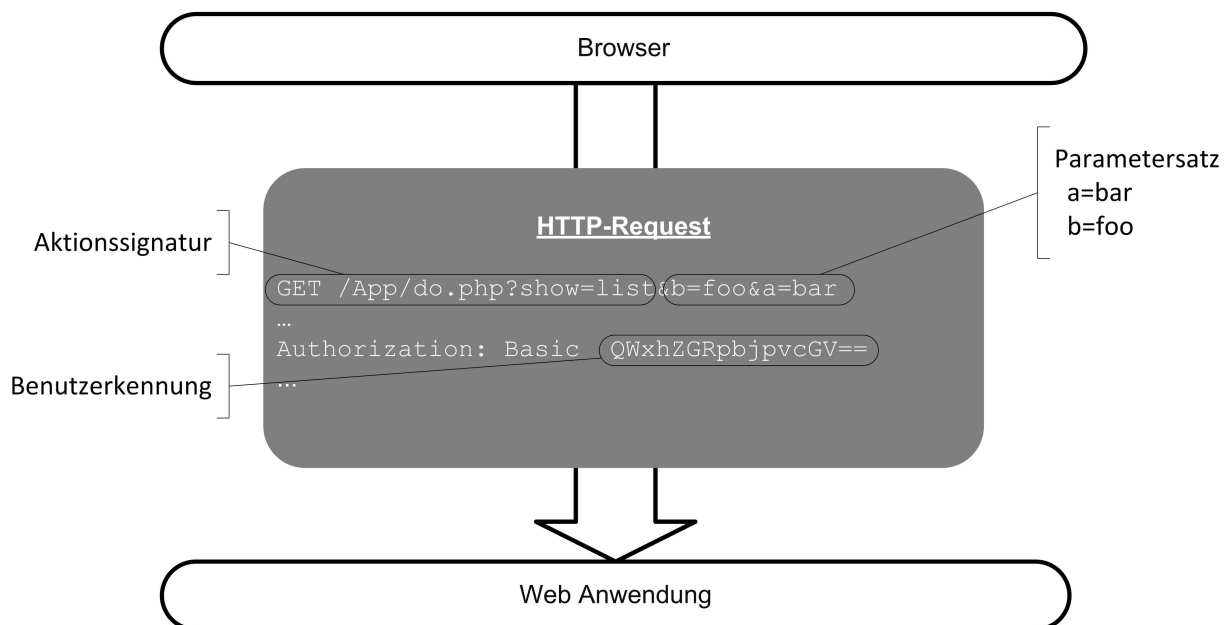 Browser
Parametersatz
a=bar
b=foo
HTTP-Request
Aktionssignatur
GET /App/do.php?show=list&b=foo&a=bar
…
Authorization: Basic QWxhZGRpbjpvcGV==
Benutzerkennung
…
Web Anwendung